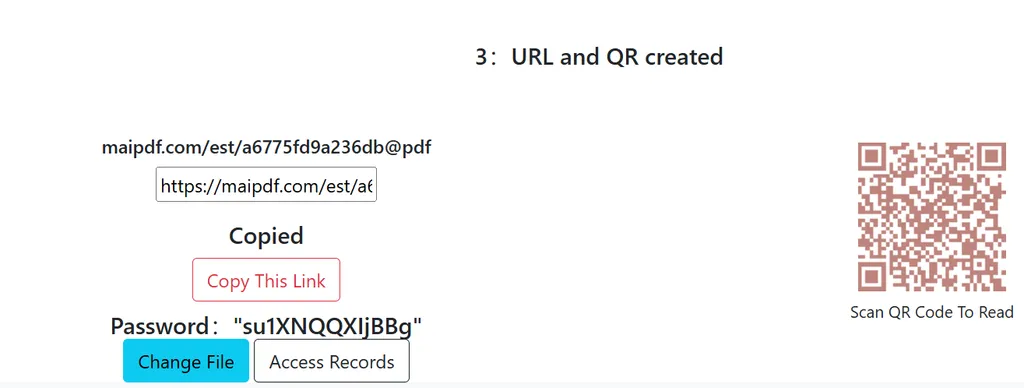 3：URL and QR created
maipdf.com/est/a6775fd9a236db@pdf
https://maipdf.com/est/a6
Copied
Copy This Link
Password："su1XNQQXIjBBg"
Change File
Access Records
Scan QR Code To Read